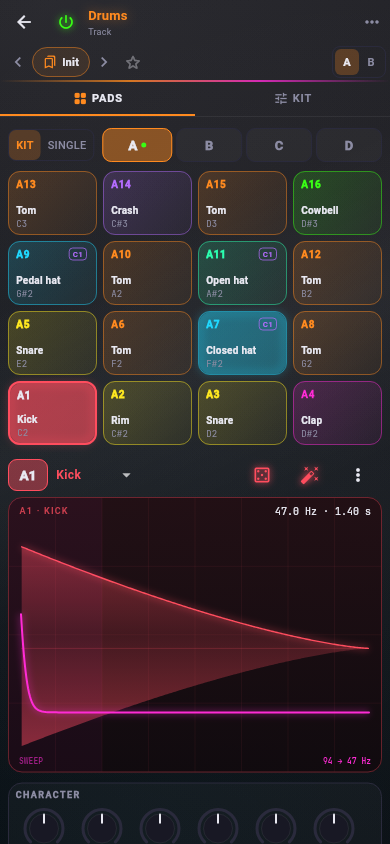 Drums
Track
Init
A B
PADS KIT
KIT SINGLE A B C D
A13 A14 A15 A16
Tom Crash Tom Cowbell
C3 C#3 D3 D#3
A9 C1 A10 A11 C1 A12
Pedal hat Tom Open hat Tom
G#2 A2 A#2 B2
A5 A6 A7 C1 A8
Snare Tom Closed hat Tom
E2 F2 F#2 G2
A1 A2 A3 A4
Kick Rim Snare Clap
C2 C#2 D2 D#2
A1 Kick
A1 · KICK 47.0 Hz · 1.40 s
SWEEP 94 → 47 Hz
CHARACTER